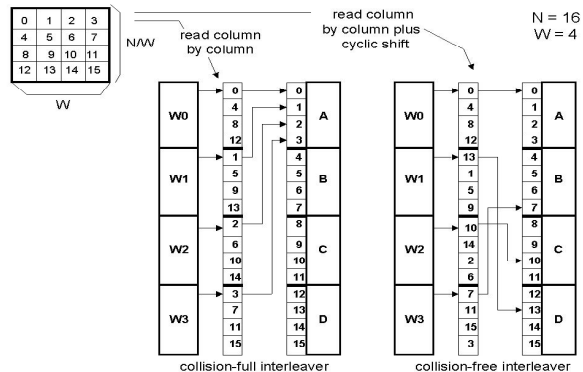 0 1 2 3
4 5 6 7
8 9 10 11
12 13 14 15
N/W
W
read column
by column
read column
by column plus
cyclic shift
N = 16
W = 4
W0
W1
W2
W3
0
4
8
12
1
5
9
13
2
6
10
14
3
7
11
15
0
1
2
3
4
5
6
7
8
9
10
11
12
13
14
15
A
B
C
D
collision-full interleaver
W0
W1
W2
W3
0
4
8
12
13
1
5
9
10
14
2
6
7
11
15
3
0
1
2
3
4
5
6
7
8
9
10
11
12
13
14
15
A
B
C
D
collision-free interleaver